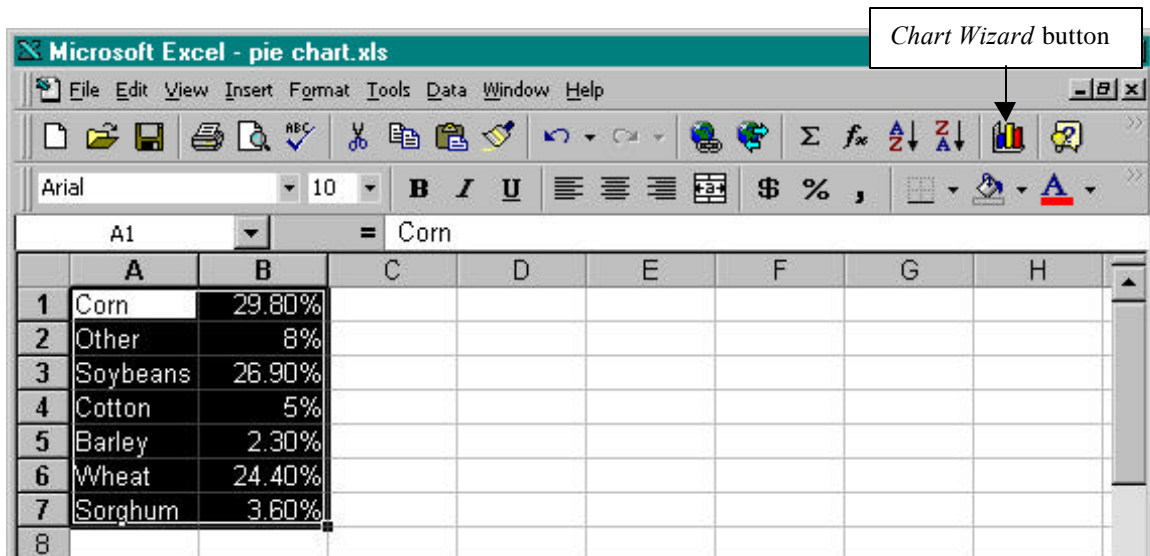 Chart Wizard button
Microsoft Excel - pie chart.xls
File Edit View Insert Format Tools Data Window Help
ABC Σ fx A Z Z A ?
Arial 10 B I U a $ % , A
A1 = Corn
A B C D E F G H
1 Corn 29.80%
2 Other 8%
3 Soybeans 26.90%
4 Cotton 5%
5 Barley 2.30%
6 Wheat 24.40%
7 Sorghum 3.60%
8